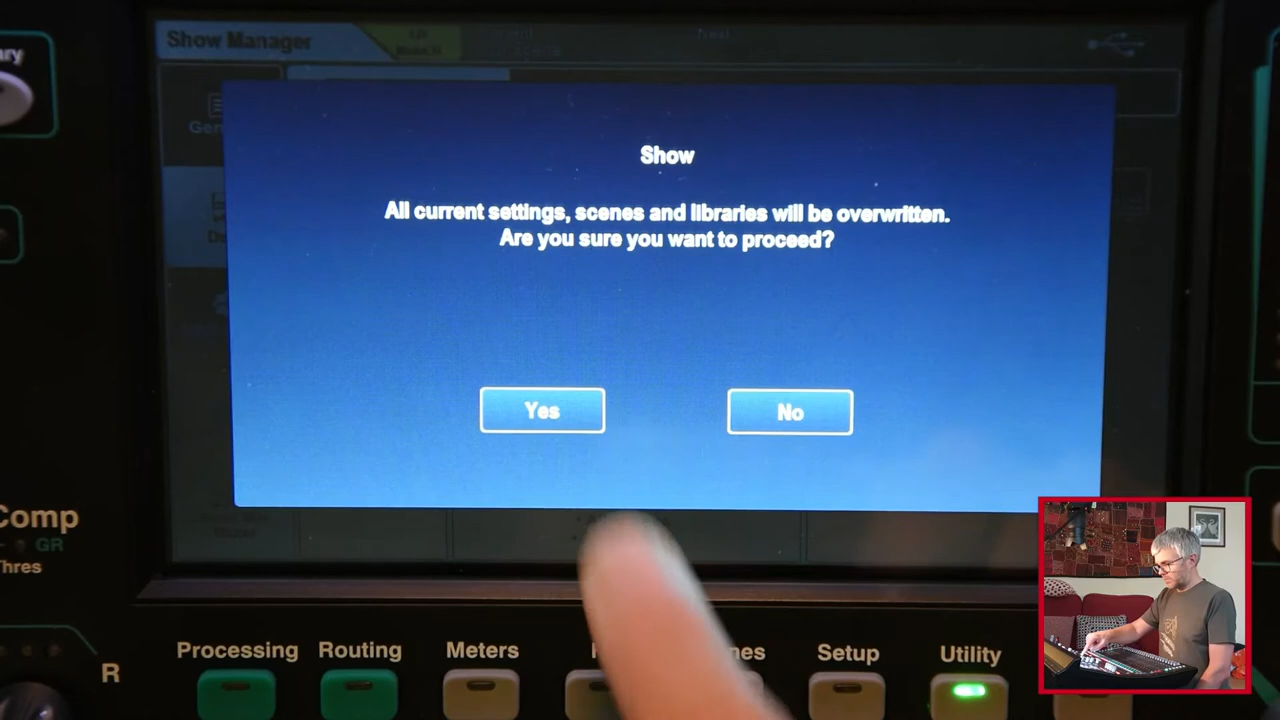 Show Manager
Show
All current settings, scenes and libraries will be overwritten.
Are you sure you want to proceed?
Yes
No
Comp
GR
Thres
R
Processing
Routing
Meters
Setup
Utility